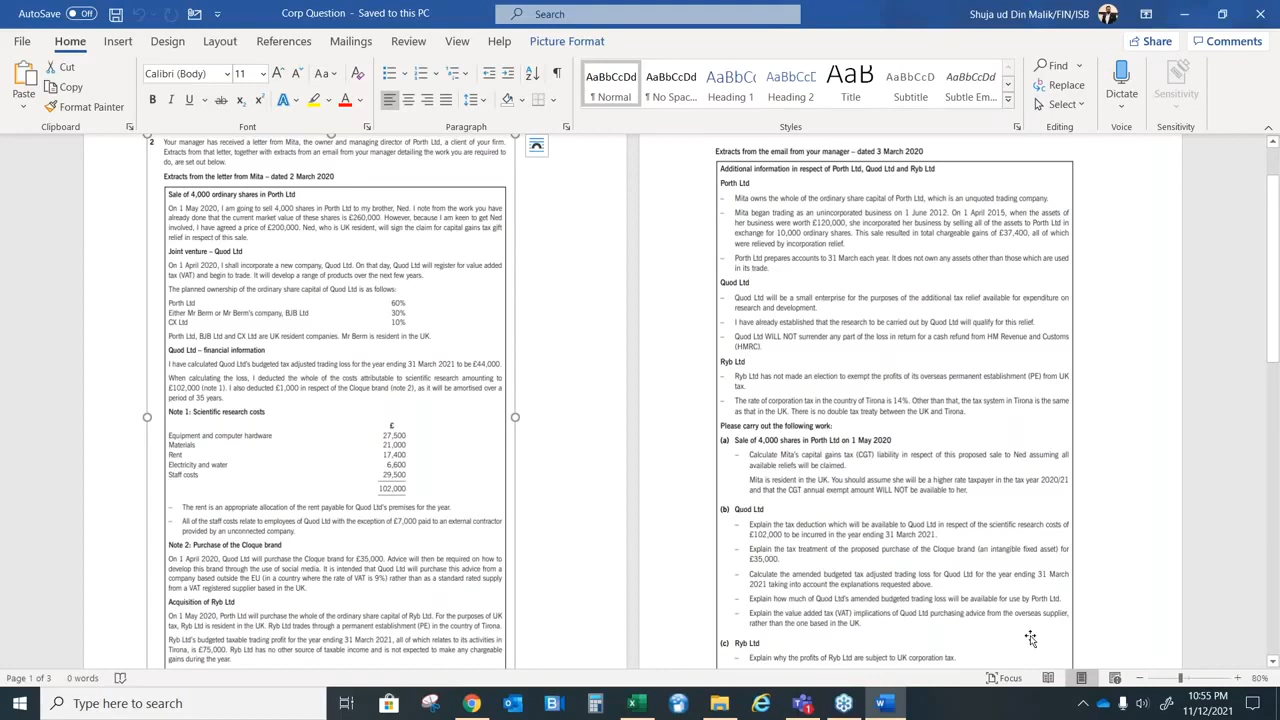 AutoSave
Off
Search
File
Home
Insert
Design
Layout
References
Mailings
Review
View
Help
Picture Format
Share
Comments
Paste
Cut
Copy
Format Painter
Clipboard
Calibri (Body)
11
Font
Paragraph
AaBbCcDd
¶ Normal
AaBbCcDd
¶ No Spac...
AaBbC(
Heading 1
AaBbCcC
Heading 2
AaB
Title
AaBbCcD
Subtitle
AaBbCcDd
Subtle Em...
Styles
Find
Replace
Select
Editing
Dictate
Voice
Sensitivity
Sensitivity
2 Your manager has received a letter from Mita, the owner and managing director of Porth Ltd, a client of your firm.
Extracts from that letter, together with extracts from an email from your manager detailing the work you are required to
do, are set out below.
Extracts from the letter from Mita – dated 2 March 2020
Sale of 4,000 ordinary shares in Porth Ltd
On 1 May 2020, I am going to sell 4,000 shares in Porth Ltd to my brother, Ned. I note from the work you have
already done that the current market value of these shares is £260,000. However, because I am keen to get Ned
involved, I have agreed a price of £200,000. Ned, who is UK resident, will sign the claim for capital gains tax gift
relief in respect of this sale.
Joint venture – Quod Ltd
On 1 April 2020, I shall incorporate a new company, Quod Ltd. On that day, Quod Ltd will register for value added
tax (VAT) and begin to trade. It will develop a range of products over the next few years.
The planned ownership of the ordinary share capital of Quod Ltd is as follows:
Porth Ltd 60%
Either Mr Berm or Mr Berm's company, BJB Ltd 30%
CX Ltd 10%
Porth Ltd, BJB Ltd and CX Ltd are UK resident companies. Mr Berm is resident in the UK.
Quod Ltd – financial information
I have calculated Quod Ltd's budgeted tax adjusted trading loss for the year ending 31 March 2021 to be £44,000.
When calculating the loss, I deducted the whole of the costs attributable to scientific research amounting to
£102,000 (note 1). I also deducted £1,000 in respect of the Cloque brand (note 2), as it will be amortised over a
period of 35 years.
Note 1: Scientific research costs
£
Equipment and computer hardware 27,500
Materials 21,000
Rent 17,400
Electricity and water 6,600
Staff costs 29,500
102,000
– The rent is an appropriate allocation of the rent payable for Quod Ltd's premises for the year.
– All of the staff costs relate to employees of Quod Ltd with the exception of £7,000 paid to an external contractor
provided by an unconnected company.
Note 2: Purchase of the Cloque brand
On 1 April 2020, Quod Ltd will purchase the Cloque brand for £35,000. Advice will then be required on how to
develop this brand through the use of social media. It is intended that Quod Ltd will purchase this advice from a
company based outside the EU (in a country where the rate of VAT is 9%) rather than as a standard rated supply
from a VAT registered supplier based in the UK.
Acquisition of Ryb Ltd
On 1 May 2020, Porth Ltd will purchase the whole of the ordinary share capital of Ryb Ltd. For the purposes of UK
tax, Ryb Ltd is resident in the UK. Ryb Ltd trades through a permanent establishment (PE) in the country of Tirona.
Ryb Ltd's budgeted taxable trading profit for the year ending 31 March 2021, all of which relates to its activities in
Tirona, is £75,000. Ryb Ltd has no other source of taxable income and is not expected to make any chargeable
gains during the year.
Extracts from the email from your manager – dated 3 March 2020
Additional information in respect of Porth Ltd, Quod Ltd and Ryb Ltd
Porth Ltd
– Mita owns the whole of the ordinary share capital of Porth Ltd, which is an unquoted trading company.
– Mita began trading as an unincorporated business on 1 June 2012. On 1 April 2015, when the assets of
her business were worth £120,000, she incorporated her business by selling all of the assets to Porth Ltd in
exchange for 10,000 ordinary shares. This sale resulted in total chargeable gains of £37,400, all of which
were relieved by incorporation relief.
– Porth Ltd prepares accounts to 31 March each year. It does not own any assets other than those which are used
in its trade.
Quod Ltd
– Quod Ltd will be a small enterprise for the purposes of the additional tax relief available for expenditure on
research and development.
– I have already established that the research to be carried out by Quod Ltd will qualify for this relief.
– Quod Ltd WILL NOT surrender any part of the loss in return for a cash refund from HM Revenue and Customs
(HMRC).
Ryb Ltd
– Ryb Ltd has not made an election to exempt the profits of its overseas permanent establishment (PE) from UK
tax.
– The rate of corporation tax in the country of Tirona is 14%. Other than that, the tax system in Tirona is the same
as that in the UK. There is no double tax treaty between the UK and Tirona.
Please carry out the following work:
(a) Sale of 4,000 shares in Porth Ltd on 1 May 2020
– Calculate Mita's capital gains tax (CGT) liability in respect of this proposed sale to Ned assuming all
available reliefs will be claimed.
Mita is resident in the UK. You should assume she will be a higher rate taxpayer in the tax year 2020/21
and that the CGT annual exempt amount WILL NOT be available to her.
(b) Quod Ltd
– Explain the tax deduction which will be available to Quod Ltd in respect of the scientific research costs of
£102,000 to be incurred in the year ending 31 March 2021.
– Explain the tax treatment of the proposed purchase of the Cloque brand (an intangible fixed asset) for
£35,000.
– Calculate the amended budgeted tax adjusted trading loss for Quod Ltd for the year ending 31 March
2021 taking into account the explanations requested above.
– Explain how much of Quod Ltd's amended budgeted trading loss will be available for use by Porth Ltd.
– Explain the value added tax (VAT) implications of Quod Ltd purchasing advice from the overseas supplier,
rather than the one based in the UK.
(c) Ryb Ltd
– Explain why the profits of Ryb Ltd are subject to UK corporation tax.
Page 1 of 3
0 words
Focus
80%
Type here to search
10:55 PM
11/12/2021